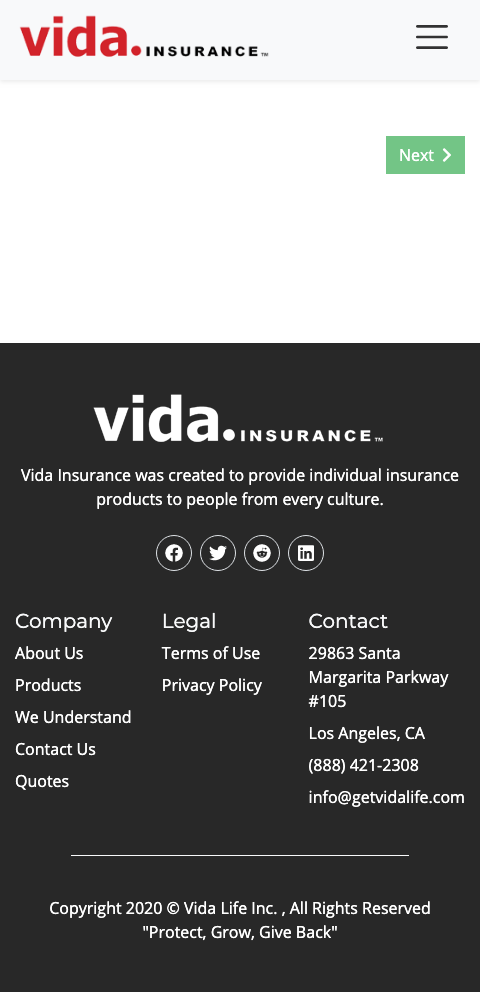 vida.INSURANCE™
Next
vida.INSURANCE™
Vida Insurance was created to provide individual insurance
products to people from every culture.
Company
About Us
Products
We Understand
Contact Us
Quotes
Legal
Terms of Use
Privacy Policy
Contact
29863 Santa
Margarita Parkway
#105
Los Angeles, CA
(888) 421-2308
info@getvidalife.com
Copyright 2020 © Vida Life Inc. , All Rights Reserved
"Protect, Grow, Give Back"